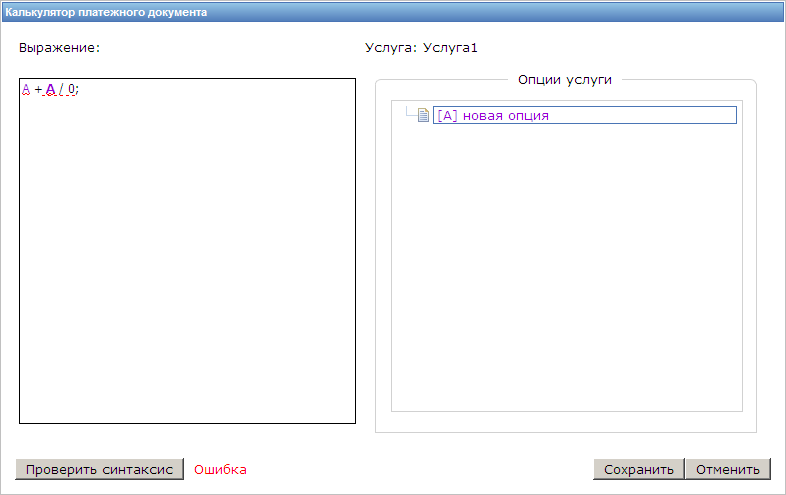 Калькулятор платежного документа
Выражение:
Услуга: Услуга1
A + A / 0;
Опции услуги
[A] новая опция
Проверить синтаксис
Ошибка
Сохранить
Отменить